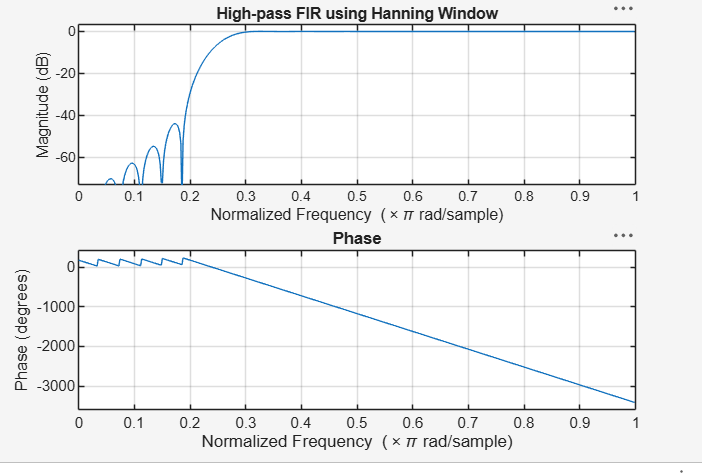 High-pass FIR using Hanning Window
Magnitude (dB)
0
-20
-40
-60
0 0.1 0.2 0.3 0.4 0.5 0.6 0.7 0.8 0.9 1
Normalized Frequency (× π rad/sample)
Phase
Phase (degrees)
0
-1000
-2000
-3000
0 0.1 0.2 0.3 0.4 0.5 0.6 0.7 0.8 0.9 1
Normalized Frequency (× π rad/sample)